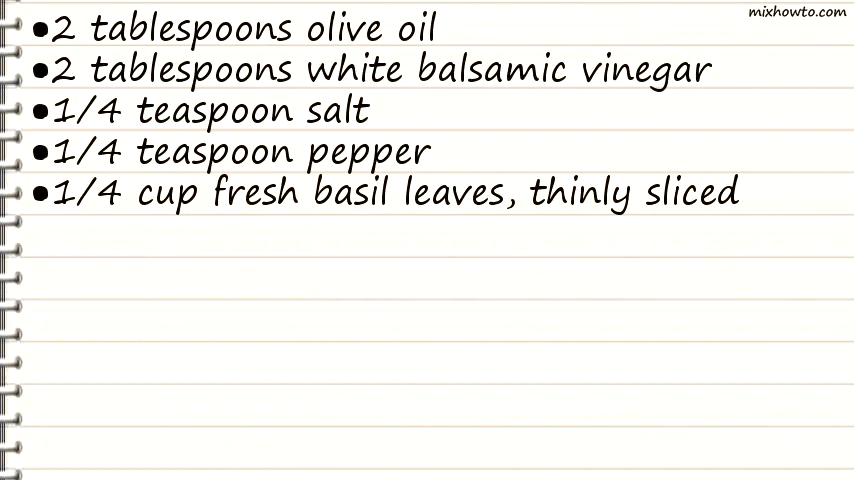 mixhowto.com
•2 tablespoons olive oil
•2 tablespoons white balsamic vinegar
•1/4 teaspoon salt
•1/4 teaspoon pepper
•1/4 cup fresh basil leaves, thinly sliced